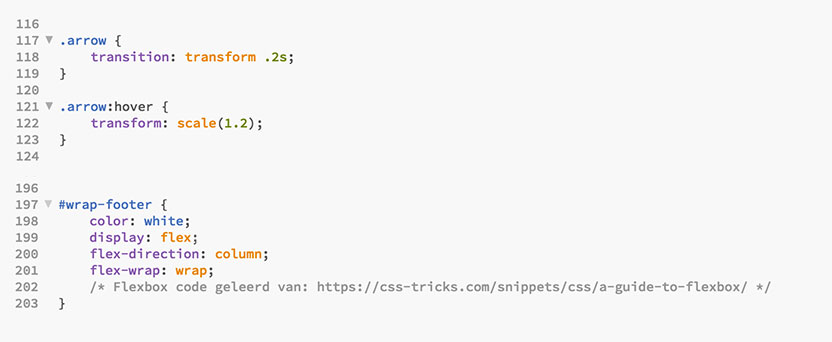 116
117 ▼ .arrow {
118 transition: transform .2s;
119 }
120
121 ▼ .arrow:hover {
122 transform: scale(1.2);
123 }
124
196
197 ▼ #wrap-footer {
198 color: white;
199 display: flex;
200 flex-direction: column;
201 flex-wrap: wrap;
202 /* Flexbox code geleerd van: https://css-tricks.com/snippets/css/a-guide-to-flexbox/ */
203 }